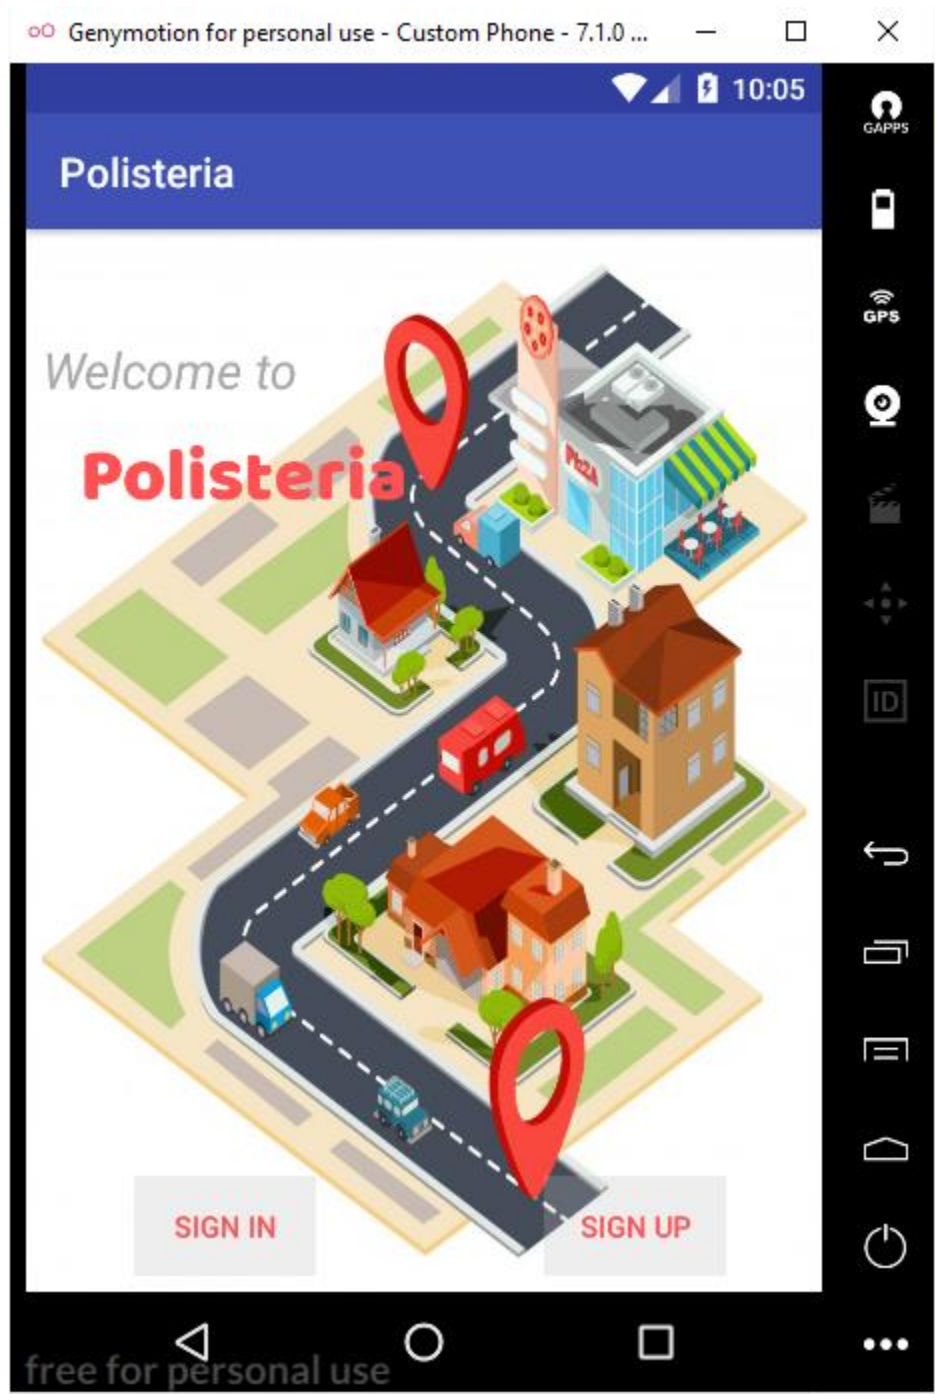 Genymotion for personal use - Custom Phone - 7.1.0 ...
10:05
GAPPS
Polisteria
GPS
Welcome to
Polisteria
PIZZA
ID
SIGN IN
SIGN UP
free for personal use